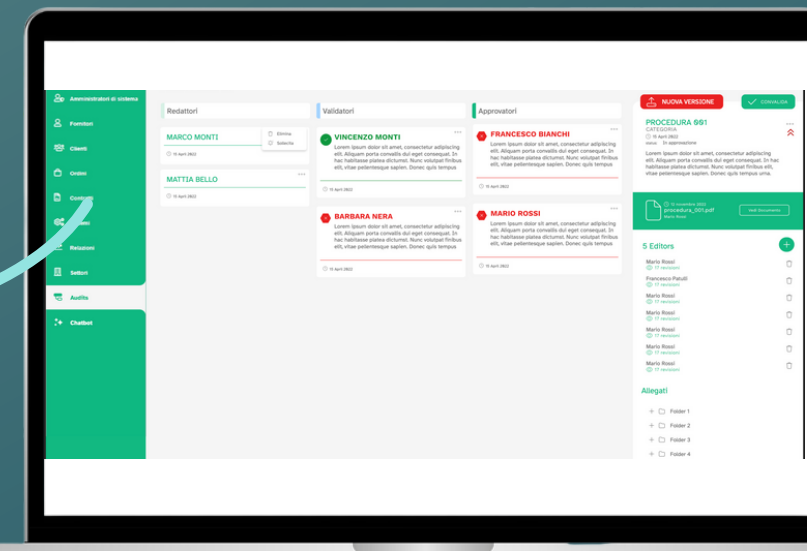 Amministratori di sistema
Fornitori
Clienti
Ordini
Relazioni
Settori
Audits
Chatbot
Redattori
MARCO MONTI
Elimina
15 April 2022
MATTIA BELLO
15 April 2022
Validatori
VINCENZO MONTI
Lorem ipsum dolor sit amet, consectetur adipiscing
elit. Aliquam porta convallis dui eget consequat. In
hac habitasse platea dictumst. Nunc volutpat finibus
elit, vitae pellentesque sapien. Donec quis tempus
15 April 2022
BARBARA NERA
Lorem ipsum dolor sit amet, consectetur adipiscing
elit. Aliquam porta convallis dui eget consequat. In
hac habitasse platea dictumst. Nunc volutpat finibus
elit, vitae pellentesque sapien. Donec quis tempus
15 April 2022
Approvatori
FRANCESCO BIANCHI
Lorem ipsum dolor sit amet, consectetur adipiscing
elit. Aliquam porta convallis dui eget consequat. In
hac habitasse platea dictumst. Nunc volutpat finibus
elit, vitae pellentesque sapien. Donec quis tempus
15 April 2022
MARIO ROSSI
Lorem ipsum dolor sit amet, consectetur adipiscing
elit. Aliquam porta convallis dui eget consequat. In
hac habitasse platea dictumst. Nunc volutpat finibus
elit, vitae pellentesque sapien. Donec quis tempus
15 April 2022
NUOVA VERSIONE
CONVALIDA
PROCEDURA 001
CATEGORIA
15 April 2022
In approvazione
Lorem ipsum dolor sit amet, consectetur adipiscing
elit. Aliquam porta convallis dui eget consequat. In hac
habitasse platea dictumst. Nunc volutpat finibus elit, vitae
pellentesque sapien. Donec quis tempus urna.
12 novembre 2022
procedura_001.pdf
Mario Rossi
Vedi Documento
5 Editors
Mario Rossi
17 revisioni
Francesco Patulli
17 revisioni
Mario Rossi
17 revisioni
Mario Rossi
17 revisioni
Mario Rossi
17 revisioni
Mario Rossi
17 revisioni
Mario Rossi
17 revisioni
Allegati
Folder 1
Folder 2
Folder 3
Folder 4